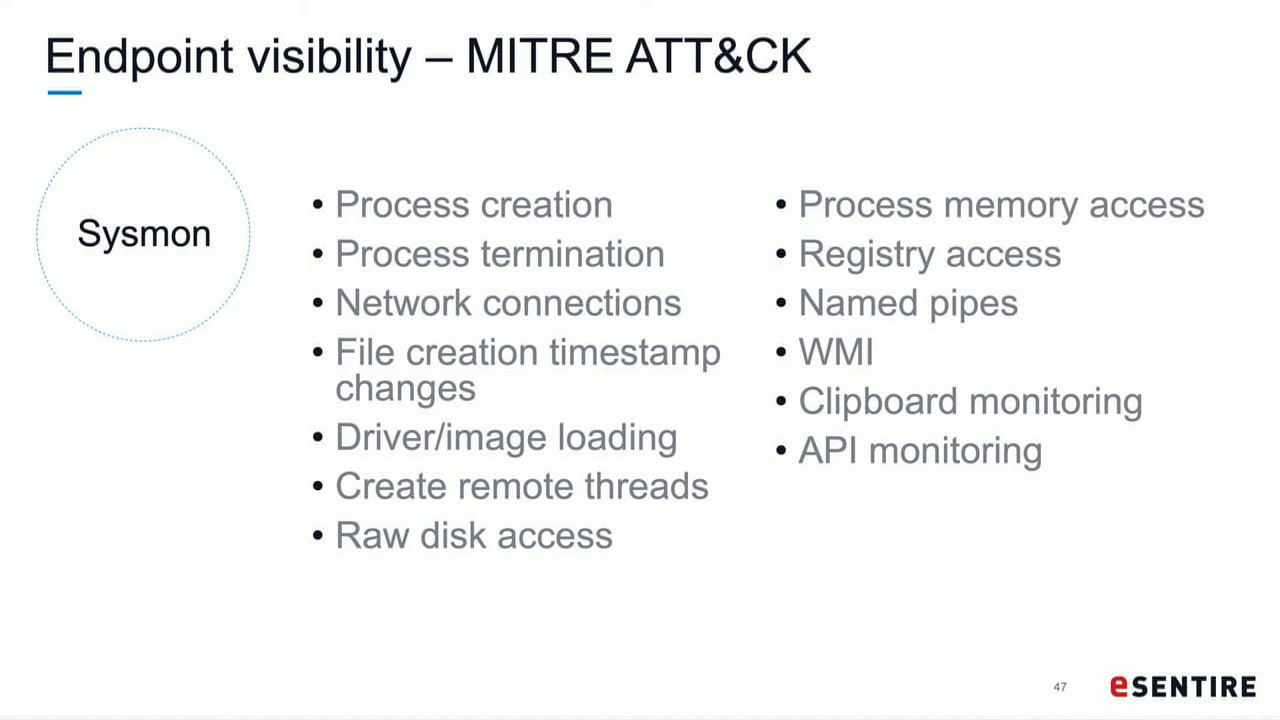 Endpoint visibility – MITRE ATT&CK
Sysmon
• Process creation
• Process termination
• Network connections
• File creation timestamp
changes
• Driver/image loading
• Create remote threads
• Raw disk access
• Process memory access
• Registry access
• Named pipes
• WMI
• Clipboard monitoring
• API monitoring
47
eSENTIRE